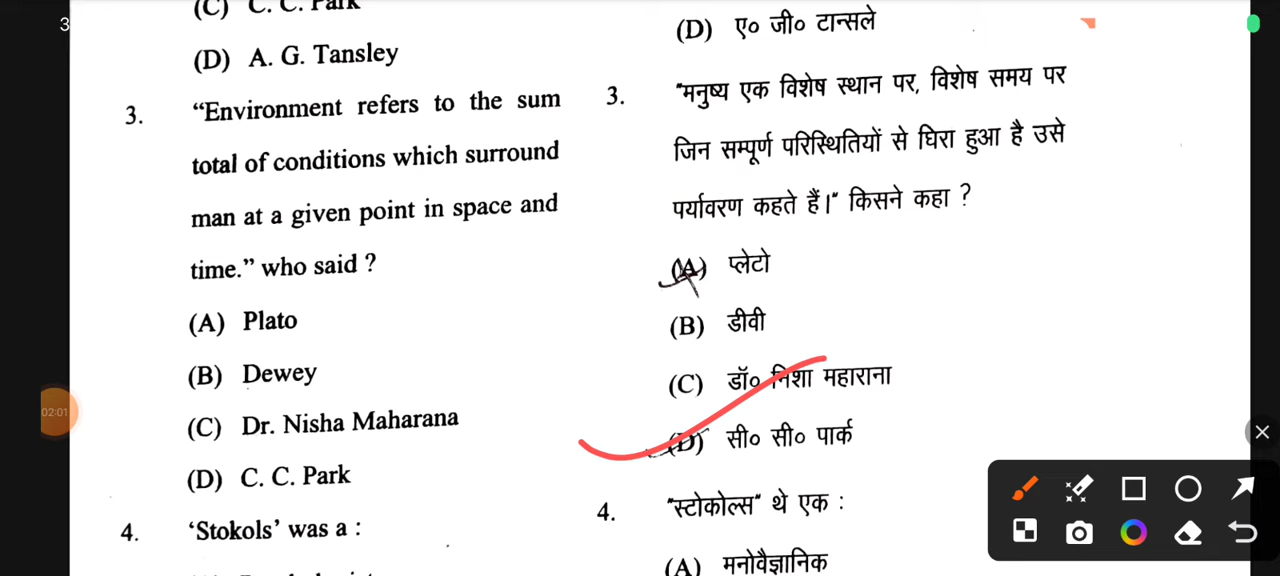 3
(C) C. C. Park
(D) A. G. Tansley
3. “Environment refers to the sum
total of conditions which surround
man at a given point in space and
time.” who said ?
(A) Plato
(B) Dewey
(C) Dr. Nisha Maharana
(D) C. C. Park
4. ‘Stokols’ was a :
(D) ए० जी० टान्सले
3. "मनुष्य एक विशेष स्थान पर, विशेष समय पर
जिन सम्पूर्ण परिस्थितियों से घिरा हुआ है उसे
पर्यावरण कहते हैं।" किसने कहा ?
(A) प्लेटो
(B) डीवी
(C) डॉ० निशा महाराना
(D) सी० सी० पार्क
4. "स्टोकोल्स" थे एक :
(A) मनोवैज्ञानिक
02:01